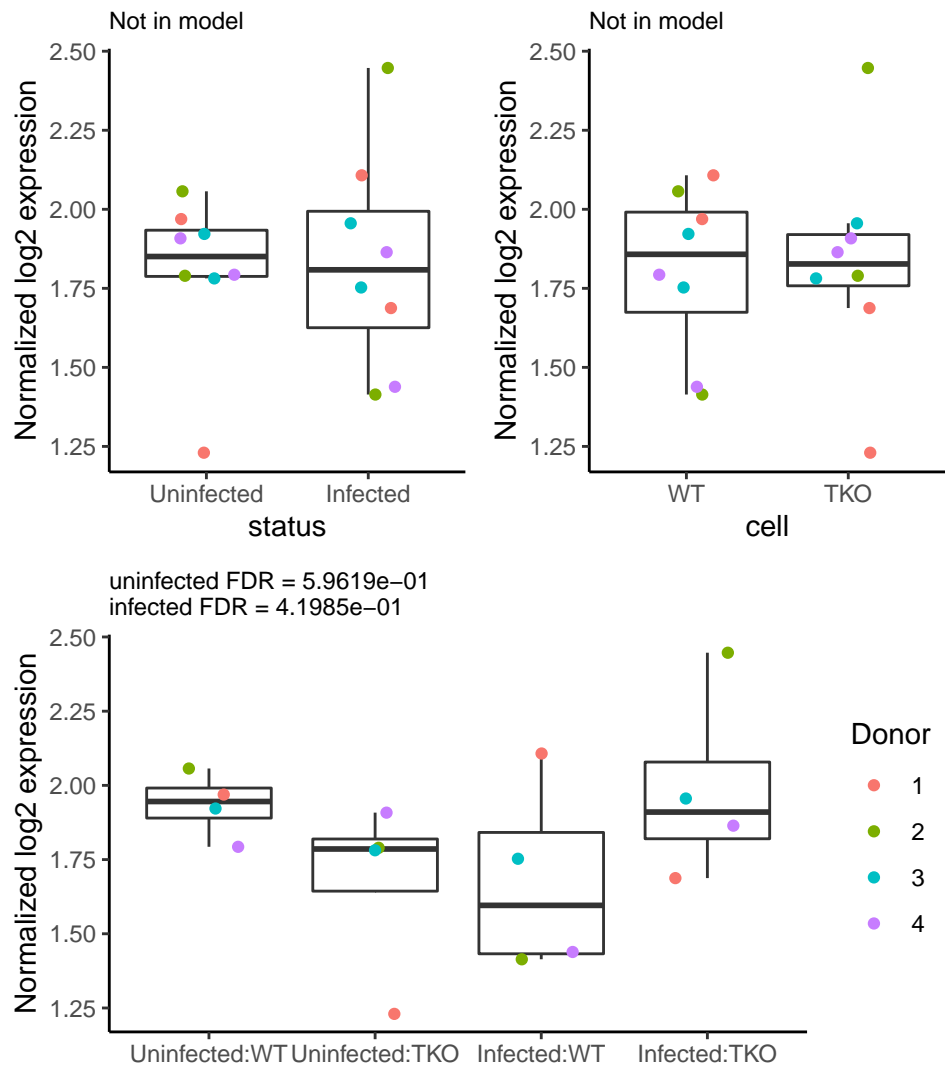 Not in model
Normalized log2 expression
2.50
2.25
2.00
1.75
1.50
1.25
Uninfected
Infected
status
Not in model
Normalized log2 expression
2.50
2.25
2.00
1.75
1.50
1.25
WT
TKO
cell
uninfected FDR = 5.9619e−01
infected FDR = 4.1985e−01
Normalized log2 expression
2.50
2.25
2.00
1.75
1.50
1.25
Uninfected:WT
Uninfected:TKO
Infected:WT
Infected:TKO
Donor
1
2
3
4